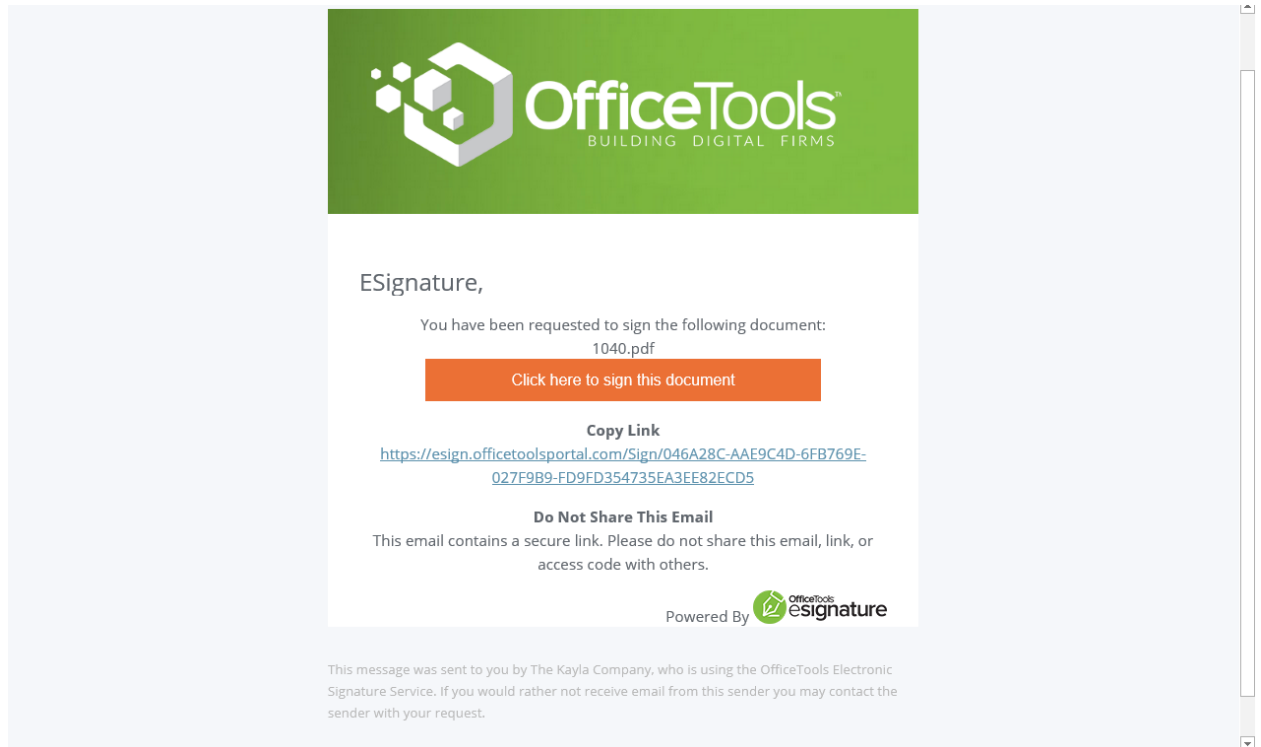 OfficeTools™
BUILDING DIGITAL FIRMS
ESignature,
You have been requested to sign the following document:
1040.pdf
Click here to sign this document
Copy Link
https://esign.officetoolsportal.com/Sign/046A28C-AAE9C4D-6FB769E-
027F9B9-FD9FD354735EA3EE82ECD5
Do Not Share This Email
This email contains a secure link. Please do not share this email, link, or
access code with others.
Powered By OfficeTools esignature
This message was sent to you by The Kayla Company, who is using the OfficeTools Electronic
Signature Service. If you would rather not receive email from this sender you may contact the
sender with your request.